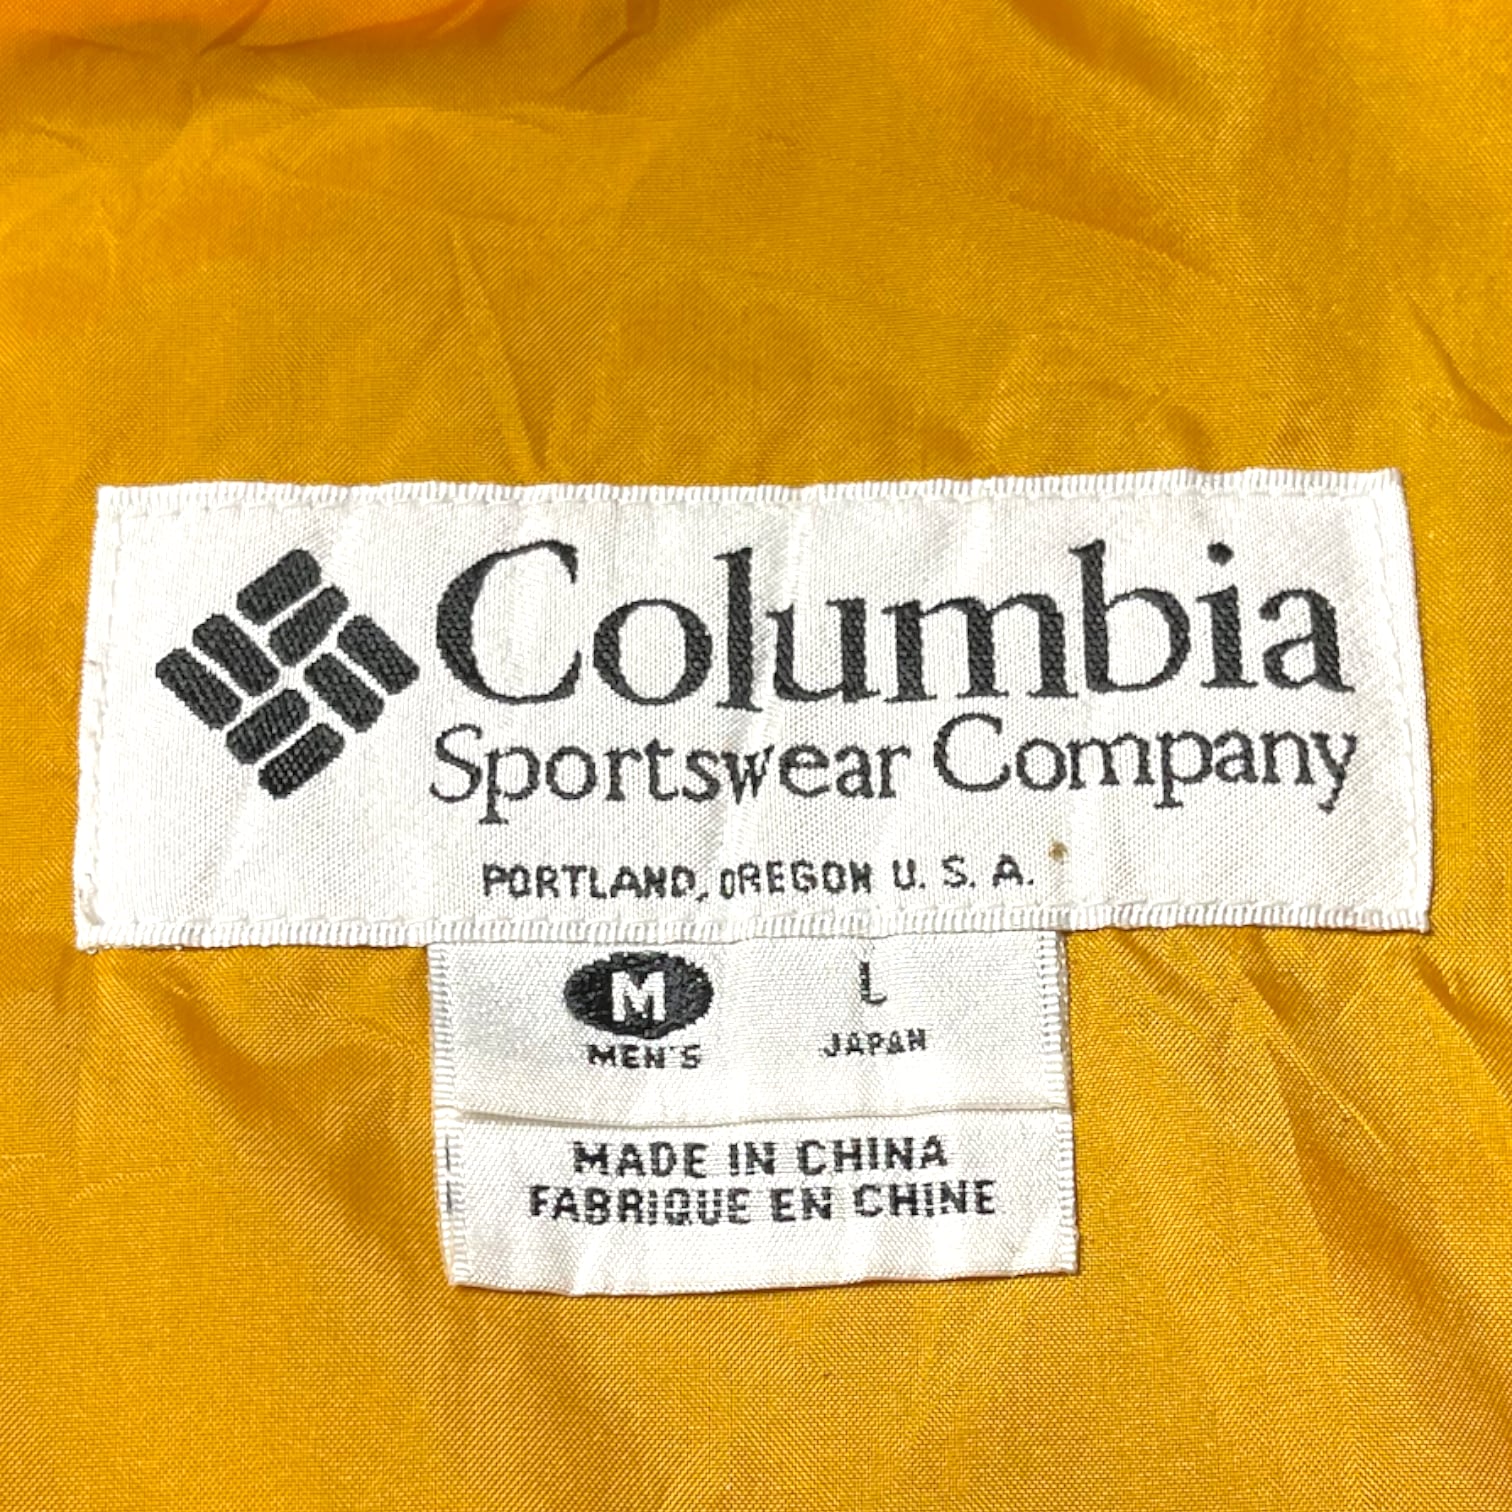 Columbia
Sportswear Company
PORTLAND, OREGON U. S. A.
M L
MEN'S JAPAN
MADE IN CHINA
FABRIQUE EN CHINE